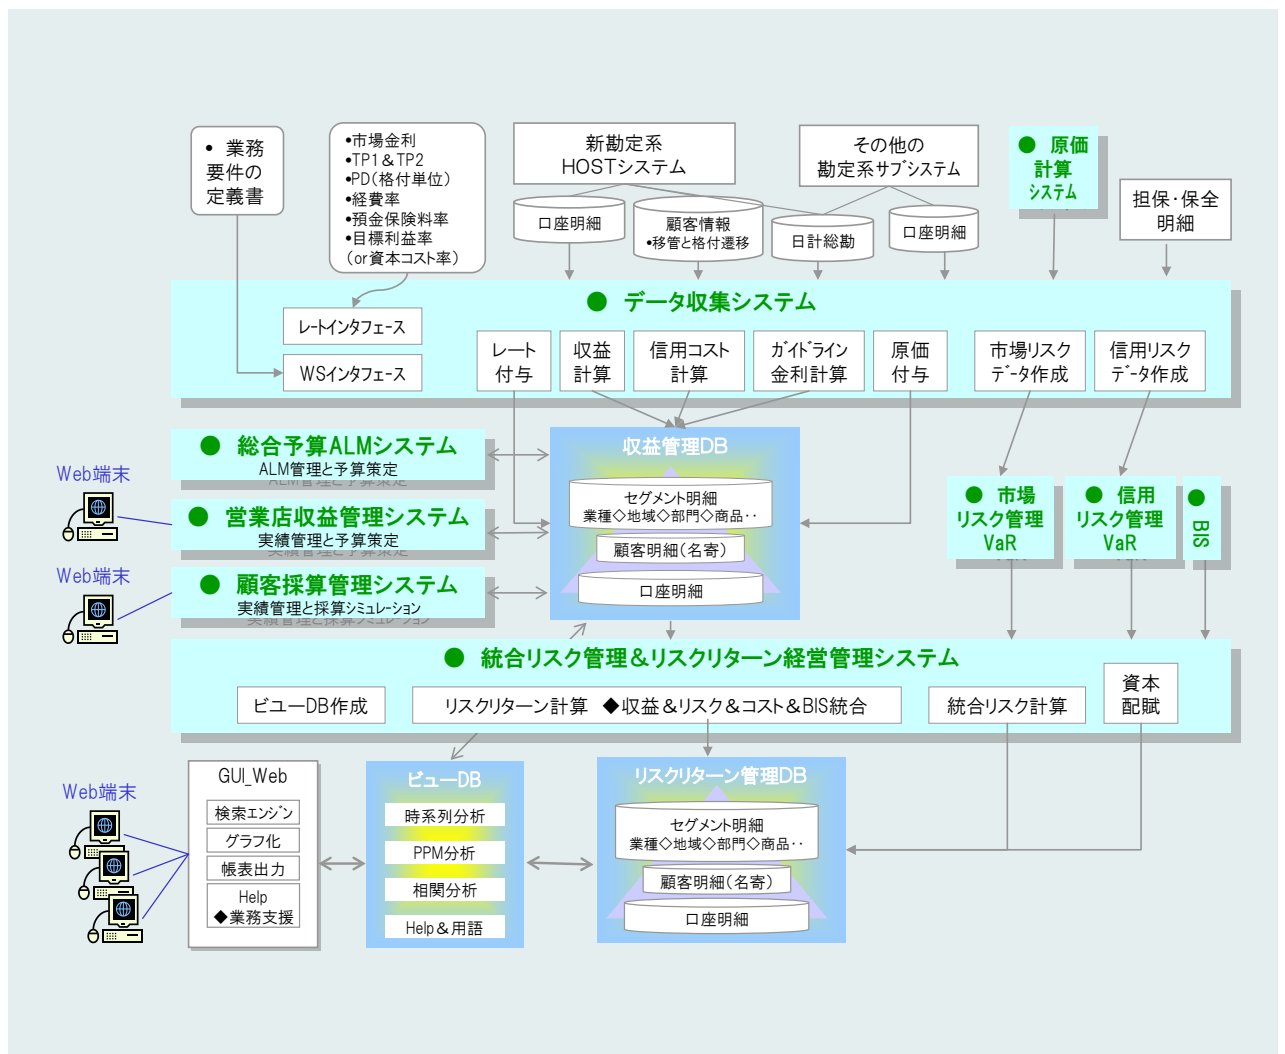 • 業務
要件の
定義書
•市場金利
•TP1＆TP2
•PD(格付単位)
•経費率
•預金保険料率
•目標利益率
(or資本コスト率)
新勘定系
HOSTシステム
その他の
勘定系サブシステム
● 原価
計算
システム
担保・保全
明細
口座明細
顧客情報
•移管と格付遷移
日計総勘
口座明細
● データ収集システム
レートインタフェース
WSインタフェース
レート
付与
収益
計算
信用コスト
計算
ガイドライン
金利計算
原価
付与
市場リスク
データ作成
信用リスク
データ作成
● 総合予算ALMシステム
ALM管理と予算策定
● 営業店収益管理システム
実績管理と予算策定
● 顧客採算管理システム
実績管理と採算シミュレーション
Web端末
Web端末
収益管理DB
セグメント明細
業種◇地域◇部門◇商品・・
顧客明細(名寄)
口座明細
● 市場
リスク管理
VaR
● 信用
リスク管理
VaR
● BIS
● 統合リスク管理＆リスクリターン経営管理システム
ビューDB作成
リスクリターン計算 ◆収益＆リスク＆コスト＆BIS統合
統合リスク計算
資本
配賦
Web端末
GUI_Web
検索エンジン
グラフ化
帳表出力
Help
◆業務支援
ビューDB
時系列分析
PPM分析
相関分析
Help＆用語
リスクリターン管理DB
セグメント明細
業種◇地域◇部門◇商品・・
顧客明細(名寄)
口座明細